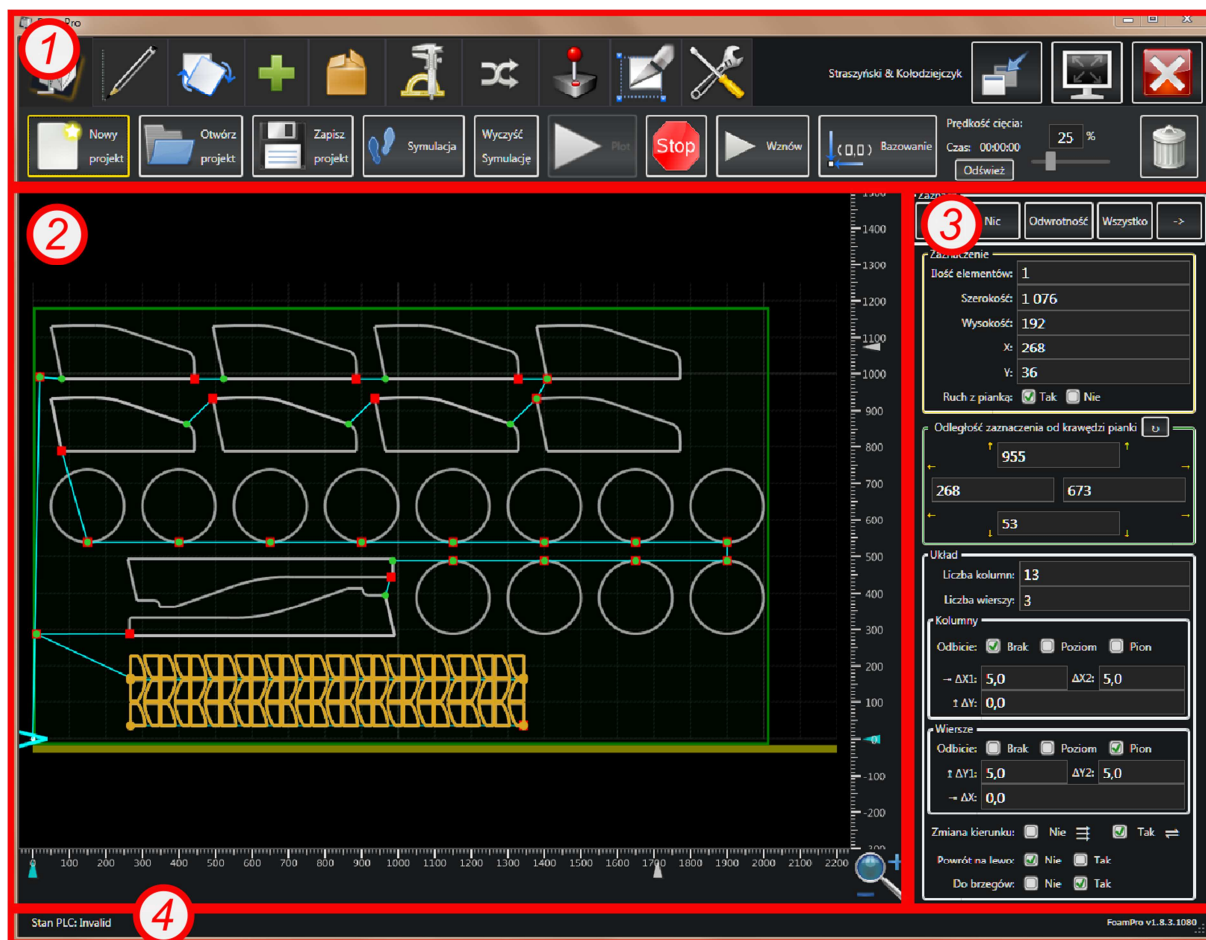 FoamPro
1
Straszyński & Kołodziejczyk
Nowy projekt
Otwórz projekt
Zapisz projekt
Symulacja
Wyczyść Symulację
Plot
Stop
Wznów
(0,0) Bazowanie
Prędkość cięcia:
25 %
Czas: 00:00:00
Odśwież
2
1400
1300
1200
1100
1000
900
800
700
600
500
400
300
200
100
0
-100
-200
0 100 200 300 400 500 600 700 800 900 1000 1100 1200 1300 1400 1500 1600 1700 1800 1900 2000 2100 2200
3
Nic
Odwrotność
Wszystko
->
Zaznaczenie
Ilość elementów: 1
Szerokość: 1 076
Wysokość: 192
X: 268
Y: 36
Ruch z pianką: Tak Nie
Odległość zaznaczenia od krawędzi pianki
955
268 673
53
Układ
Liczba kolumn: 13
Liczba wierszy: 3
Kolumny
Odbicie: Brak Poziom Pion
→ ΔX1: 5,0 ΔX2: 5,0
↕ ΔY: 0,0
Wiersze
Odbicie: Brak Poziom Pion
↕ ΔY1: 5,0 ΔY2: 5,0
→ ΔX: 0,0
Zmiana kierunku: Nie Tak
Powrót na lewo: Nie Tak
Do brzegów: Nie Tak
4
Stan PLC: Invalid
FoamPro v1.8.3.1080